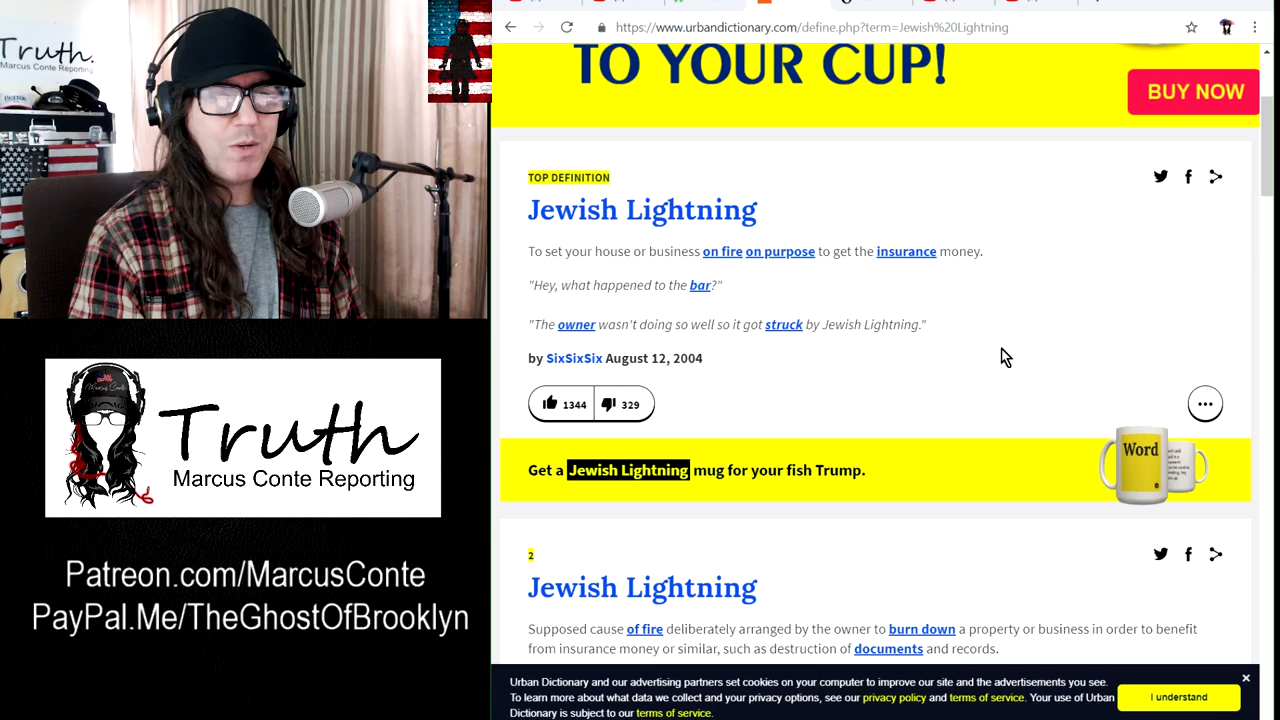 Truth.
Marcus Conte Reporting
https://www.urbandictionary.com/define.php?term=Jewish%20Lightning
TO YOUR CUP!
BUY NOW
TOP DEFINITION
Jewish Lightning
To set your house or business on fire on purpose to get the insurance money.
"Hey, what happened to the bar?"
"The owner wasn't doing so well so it got struck by Jewish Lightning."
by SixSixSix August 12, 2004
1344 329
Get a Jewish Lightning mug for your fish Trump.
Word
2
Jewish Lightning
Supposed cause of fire deliberately arranged by the owner to burn down a property or business in order to benefit
from insurance money or similar, such as destruction of documents and records.
Urban Dictionary and our advertising partners set cookies on your computer to improve our site and the advertisements you see.
To learn more about what data we collect and your privacy options, see our privacy policy and terms of service. Your use of Urban
Dictionary is subject to our terms of service.
I understand
Truth
Marcus Conte Reporting
Patreon.com/MarcusConte
PayPal.Me/TheGhostOfBrooklyn